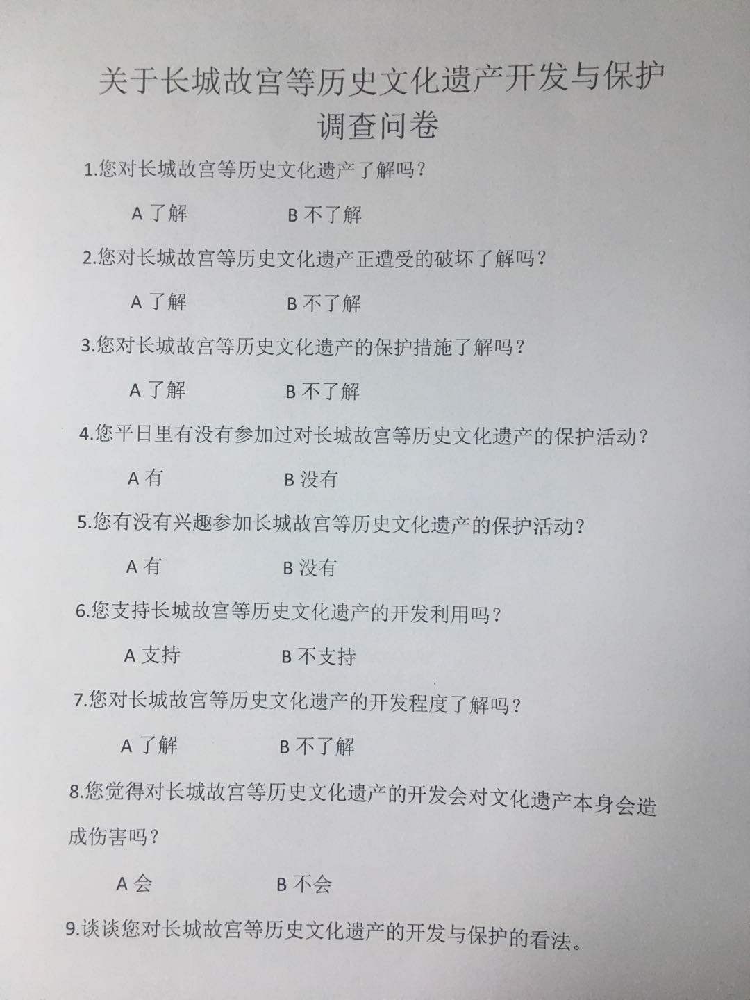 关于长城故宫等历史文化遗产开发与保护
调查问卷
1.您对长城故宫等历史文化遗产了解吗？
A 了解 B 不了解
2.您对长城故宫等历史文化遗产正遭受的破坏了解吗？
A 了解 B 不了解
3.您对长城故宫等历史文化遗产的保护措施了解吗？
A 了解 B 不了解
4.您平日里有没有参加过对长城故宫等历史文化遗产的保护活动？
A 有 B 没有
5.您有没有兴趣参加长城故宫等历史文化遗产的保护活动？
A 有 B 没有
6.您支持长城故宫等历史文化遗产的开发利用吗？
A 支持 B 不支持
7.您对长城故宫等历史文化遗产的开发程度了解吗？
A 了解 B 不了解
8.您觉得对长城故宫等历史文化遗产的开发会对文化遗产本身会造
成伤害吗？
A 会 B 不会
9.谈谈您对长城故宫等历史文化遗产的开发与保护的看法。